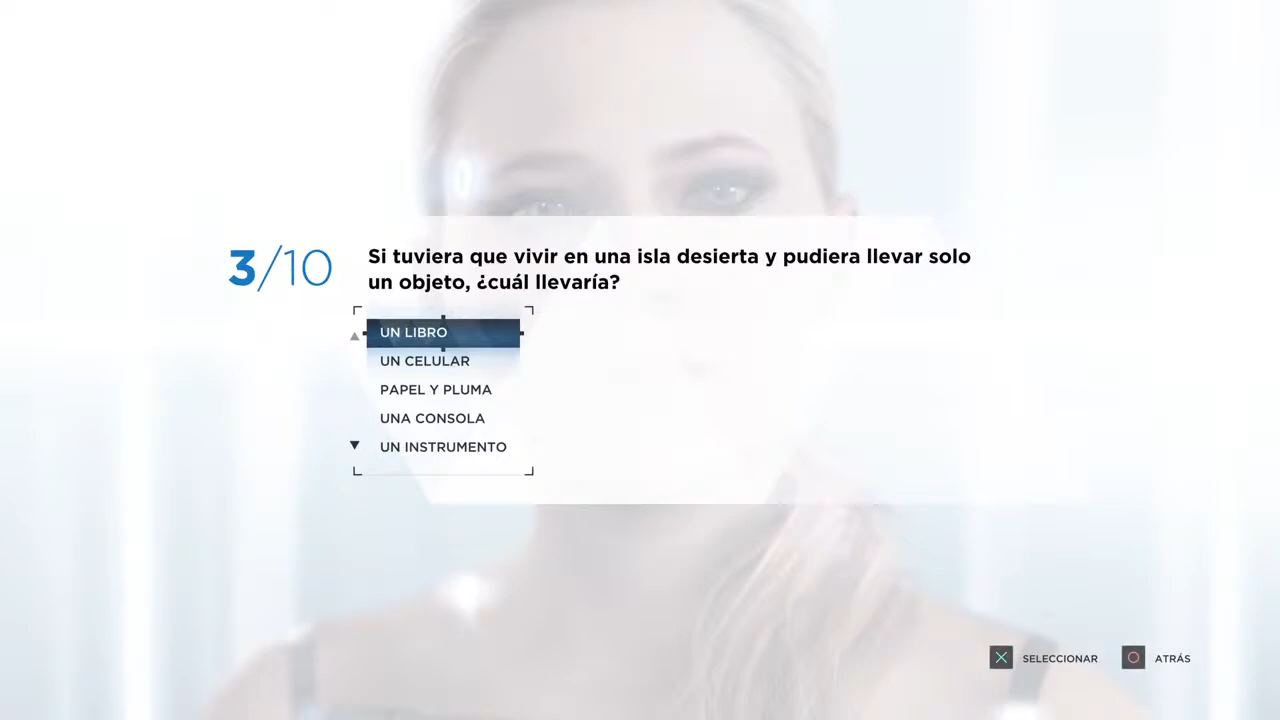 3/10
Si tuviera que vivir en una isla desierta y pudiera llevar solo
un objeto, ¿cuál llevaría?
UN LIBRO
UN CELULAR
PAPEL Y PLUMA
UNA CONSOLA
UN INSTRUMENTO
SELECCIONAR
ATRÁS